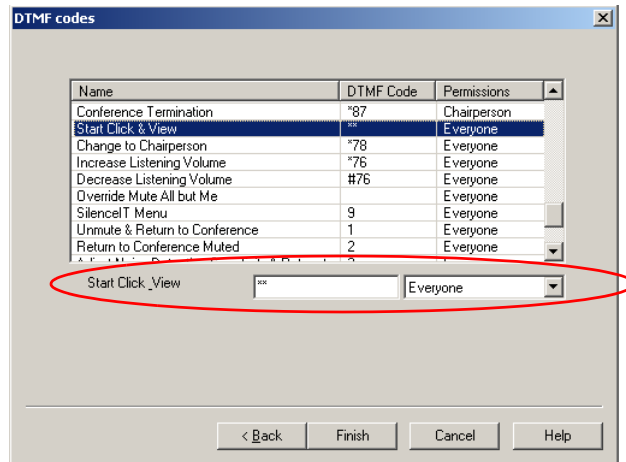 DTMF codes
Name DTMF Code Permissions
Conference Termination *87 Chairperson
Start Click & View ** Everyone
Change to Chairperson *78 Everyone
Increase Listening Volume *76 Everyone
Decrease Listening Volume #76 Everyone
Override Mute All but Me Everyone
SilenceIT Menu 9 Everyone
Unmute & Return to Conference 1 Everyone
Return to Conference Muted 2 Everyone
Start Click _View ** Everyone
< Back Finish Cancel Help